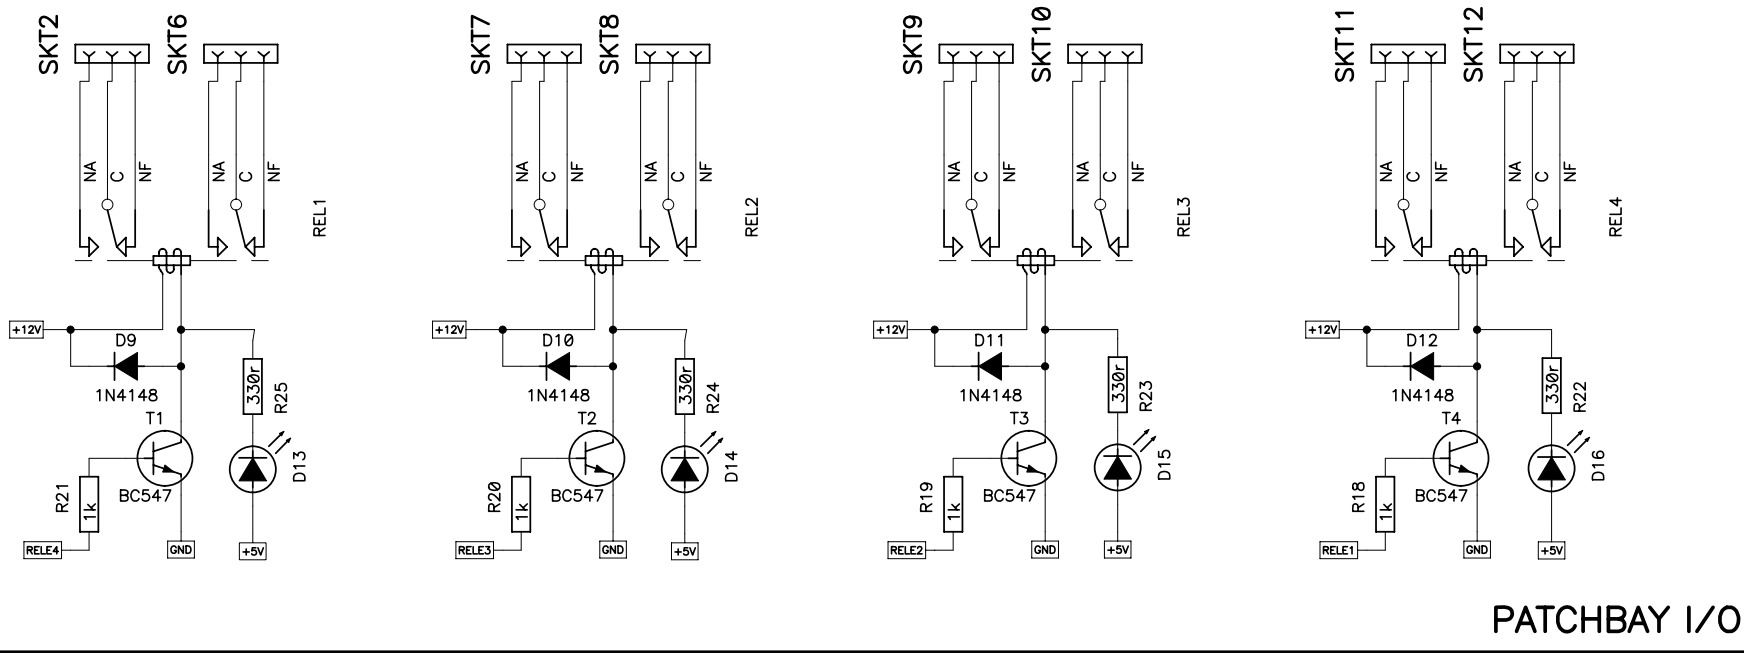 SKT2
SKT6
SKT7
SKT8
SKT9
SKT10
SKT11
SKT12
NA C NF
NA C NF
NA C NF
NA C NF
NA C NF
NA C NF
NA C NF
NA C NF
REL1
REL2
REL3
REL4
+12V
D9
1N4148
T1
BC547
330r
R25
D13
R21
1k
RELE4
GND
+5V
+12V
D10
1N4148
T2
BC547
330r
R24
D14
R20
1k
RELE3
GND
+5V
+12V
D11
1N4148
T3
BC547
330r
R23
D15
R19
1k
RELE2
GND
+5V
+12V
D12
1N4148
T4
BC547
330r
R22
D16
R18
1k
RELE1
GND
+5V
PATCHBAY I/O